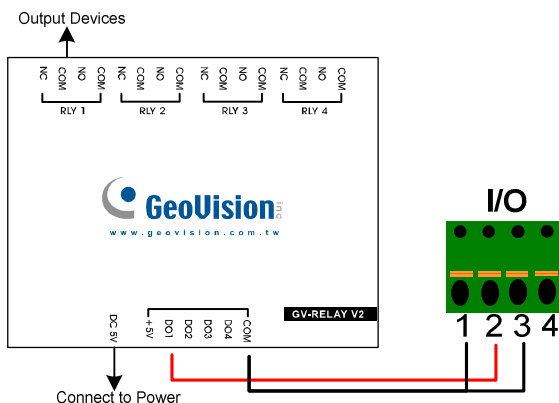 Output Devices
NC COM NO COM NC COM NO COM NC COM NO COM NC COM NO COM
RLY 1 RLY 2 RLY 3 RLY 4
GeoVision inc
www.geovision.com.tw
I/O
GV-RELAY V2
DC 5V +5V DO1 DO2 DO3 DO4 COM
1 2 3 4
Connect to Power